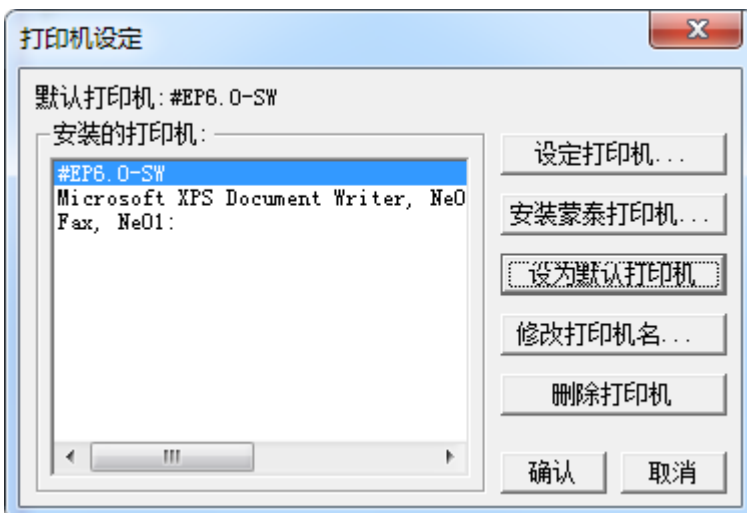 打印机设定
默认打印机:#EP6.0-SW
安装的打印机:
#EP6.0-SW
Microsoft XPS Document Writer, Ne0
Fax, Ne01:
设定打印机...
安装蒙泰打印机...
设为默认打印机
修改打印机名...
删除打印机
确认
取消